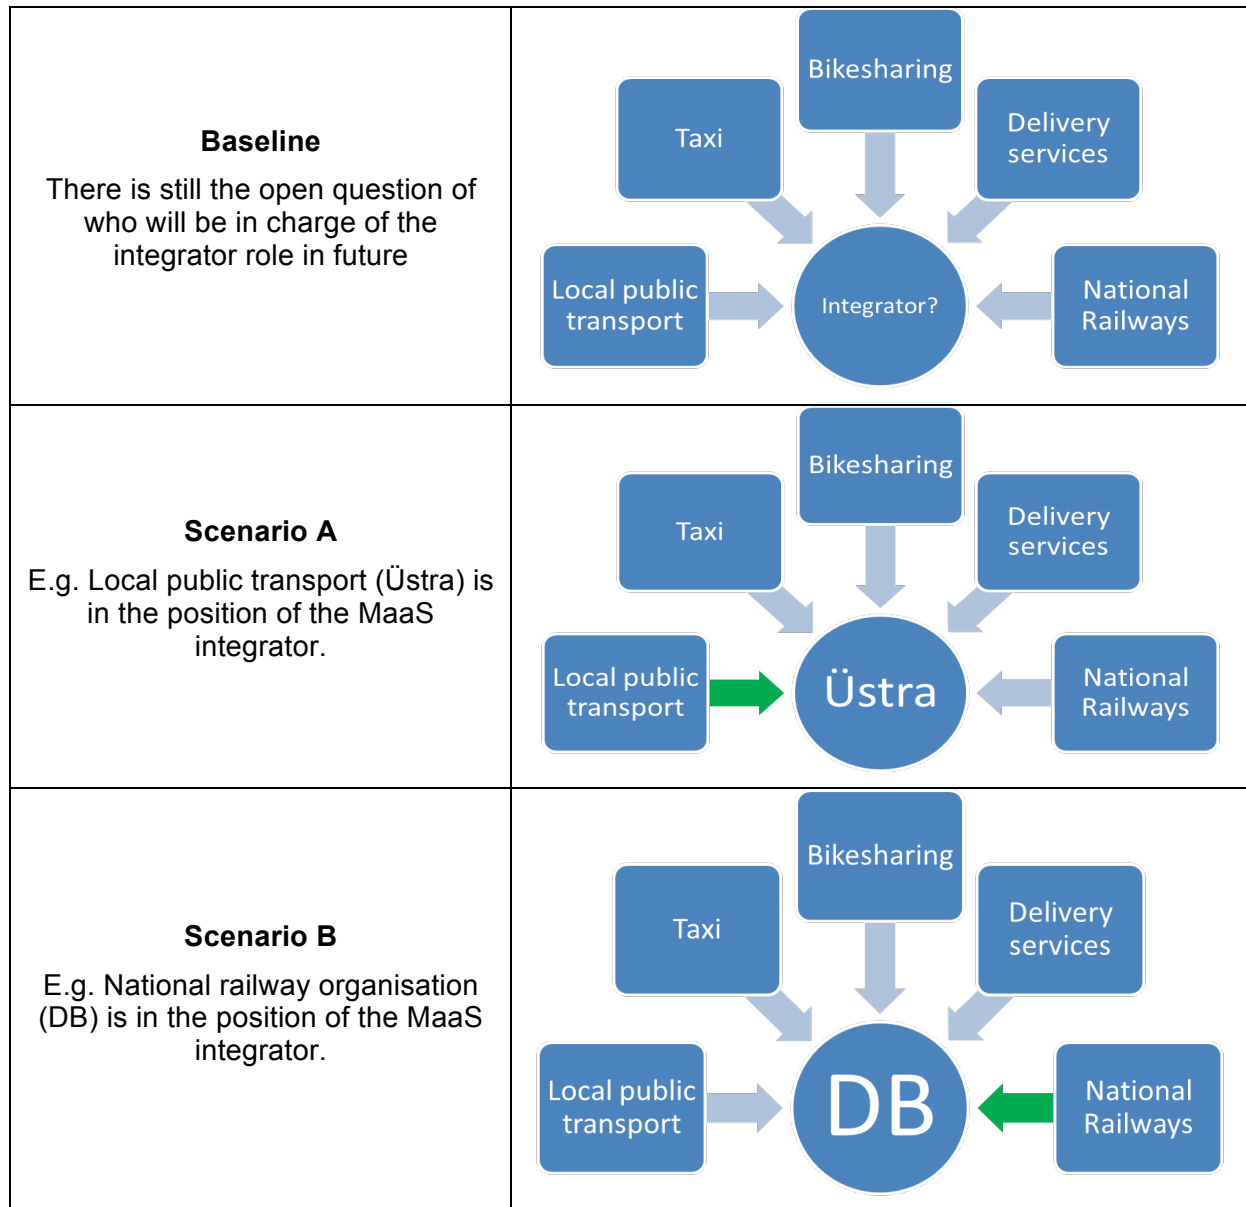 Baseline
There is still the open question of
who will be in charge of the
integrator role in future
Bikesharing
Taxi
Delivery
services
Local public
transport
Integrator?
National
Railways
Scenario A
E.g. Local public transport (Üstra) is
in the position of the MaaS
integrator.
Bikesharing
Taxi
Delivery
services
Local public
transport
Üstra
National
Railways
Scenario B
E.g. National railway organisation
(DB) is in the position of the MaaS
integrator.
Bikesharing
Taxi
Delivery
services
Local public
transport
DB
National
Railways